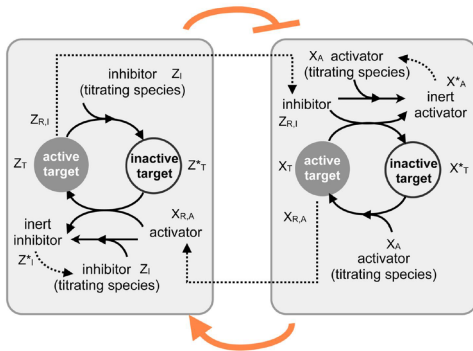 inhibitor Z_I
(titrating species)
Z_R,I
Z_T
active
target
inactive
target
Z*_T
inert
inhibitor
Z*_I
X_R,A
activator
inhibitor Z_I
(titrating species)
X_A activator
(titrating species)
X*_A
inhibitor
Z_R,I
inert
activator
X_T
active
target
inactive
target
X*_T
X_R,A
X_A
activator
(titrating species)